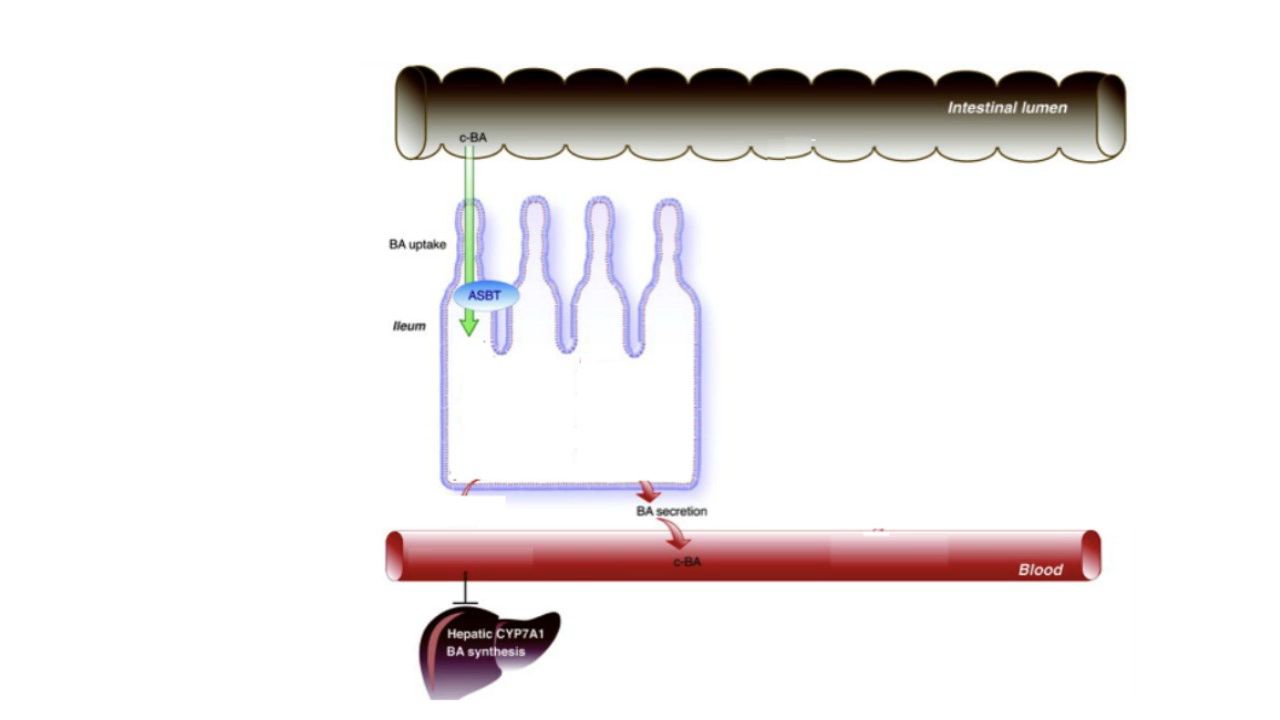 Intestinal lumen
c-BA
BA uptake
ASBT
Ileum
BA secretion
c-BA
Blood
Hepatic CYP7A1
BA synthesis